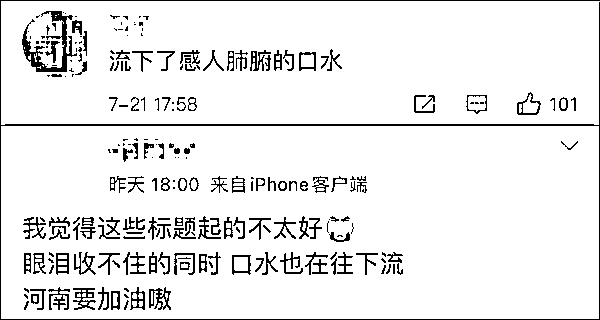 流下了感人肺腑的口水
7-21 17:58
101
昨天 18:00 来自iPhone客户端
我觉得这些标题起的不太好
眼泪收不住的同时 口水也在往下流
河南要加油嗷